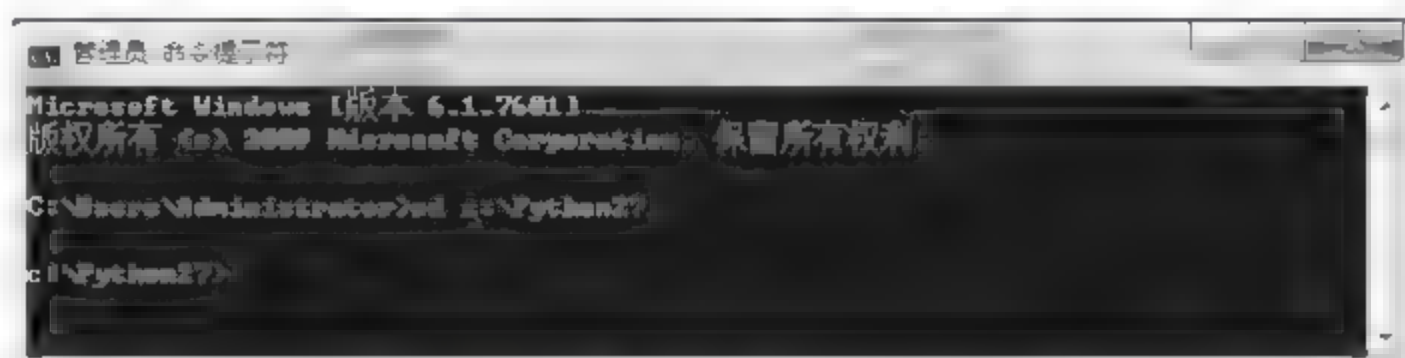 管理员: 命令提示符
Microsoft Windows [版本 6.1.7601]
版权所有 (c) 2009 Microsoft Corporation。保留所有权利。
C:\Users\Administrator>cd c:\Python27
c:\Python27>